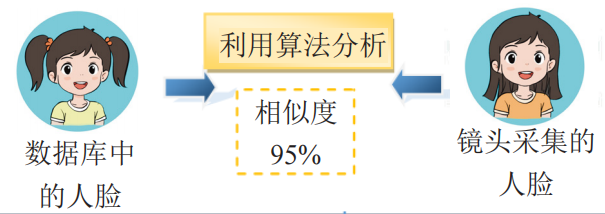 利用算法分析
相似度
95%
数据库中
的人脸
镜头采集的
人脸